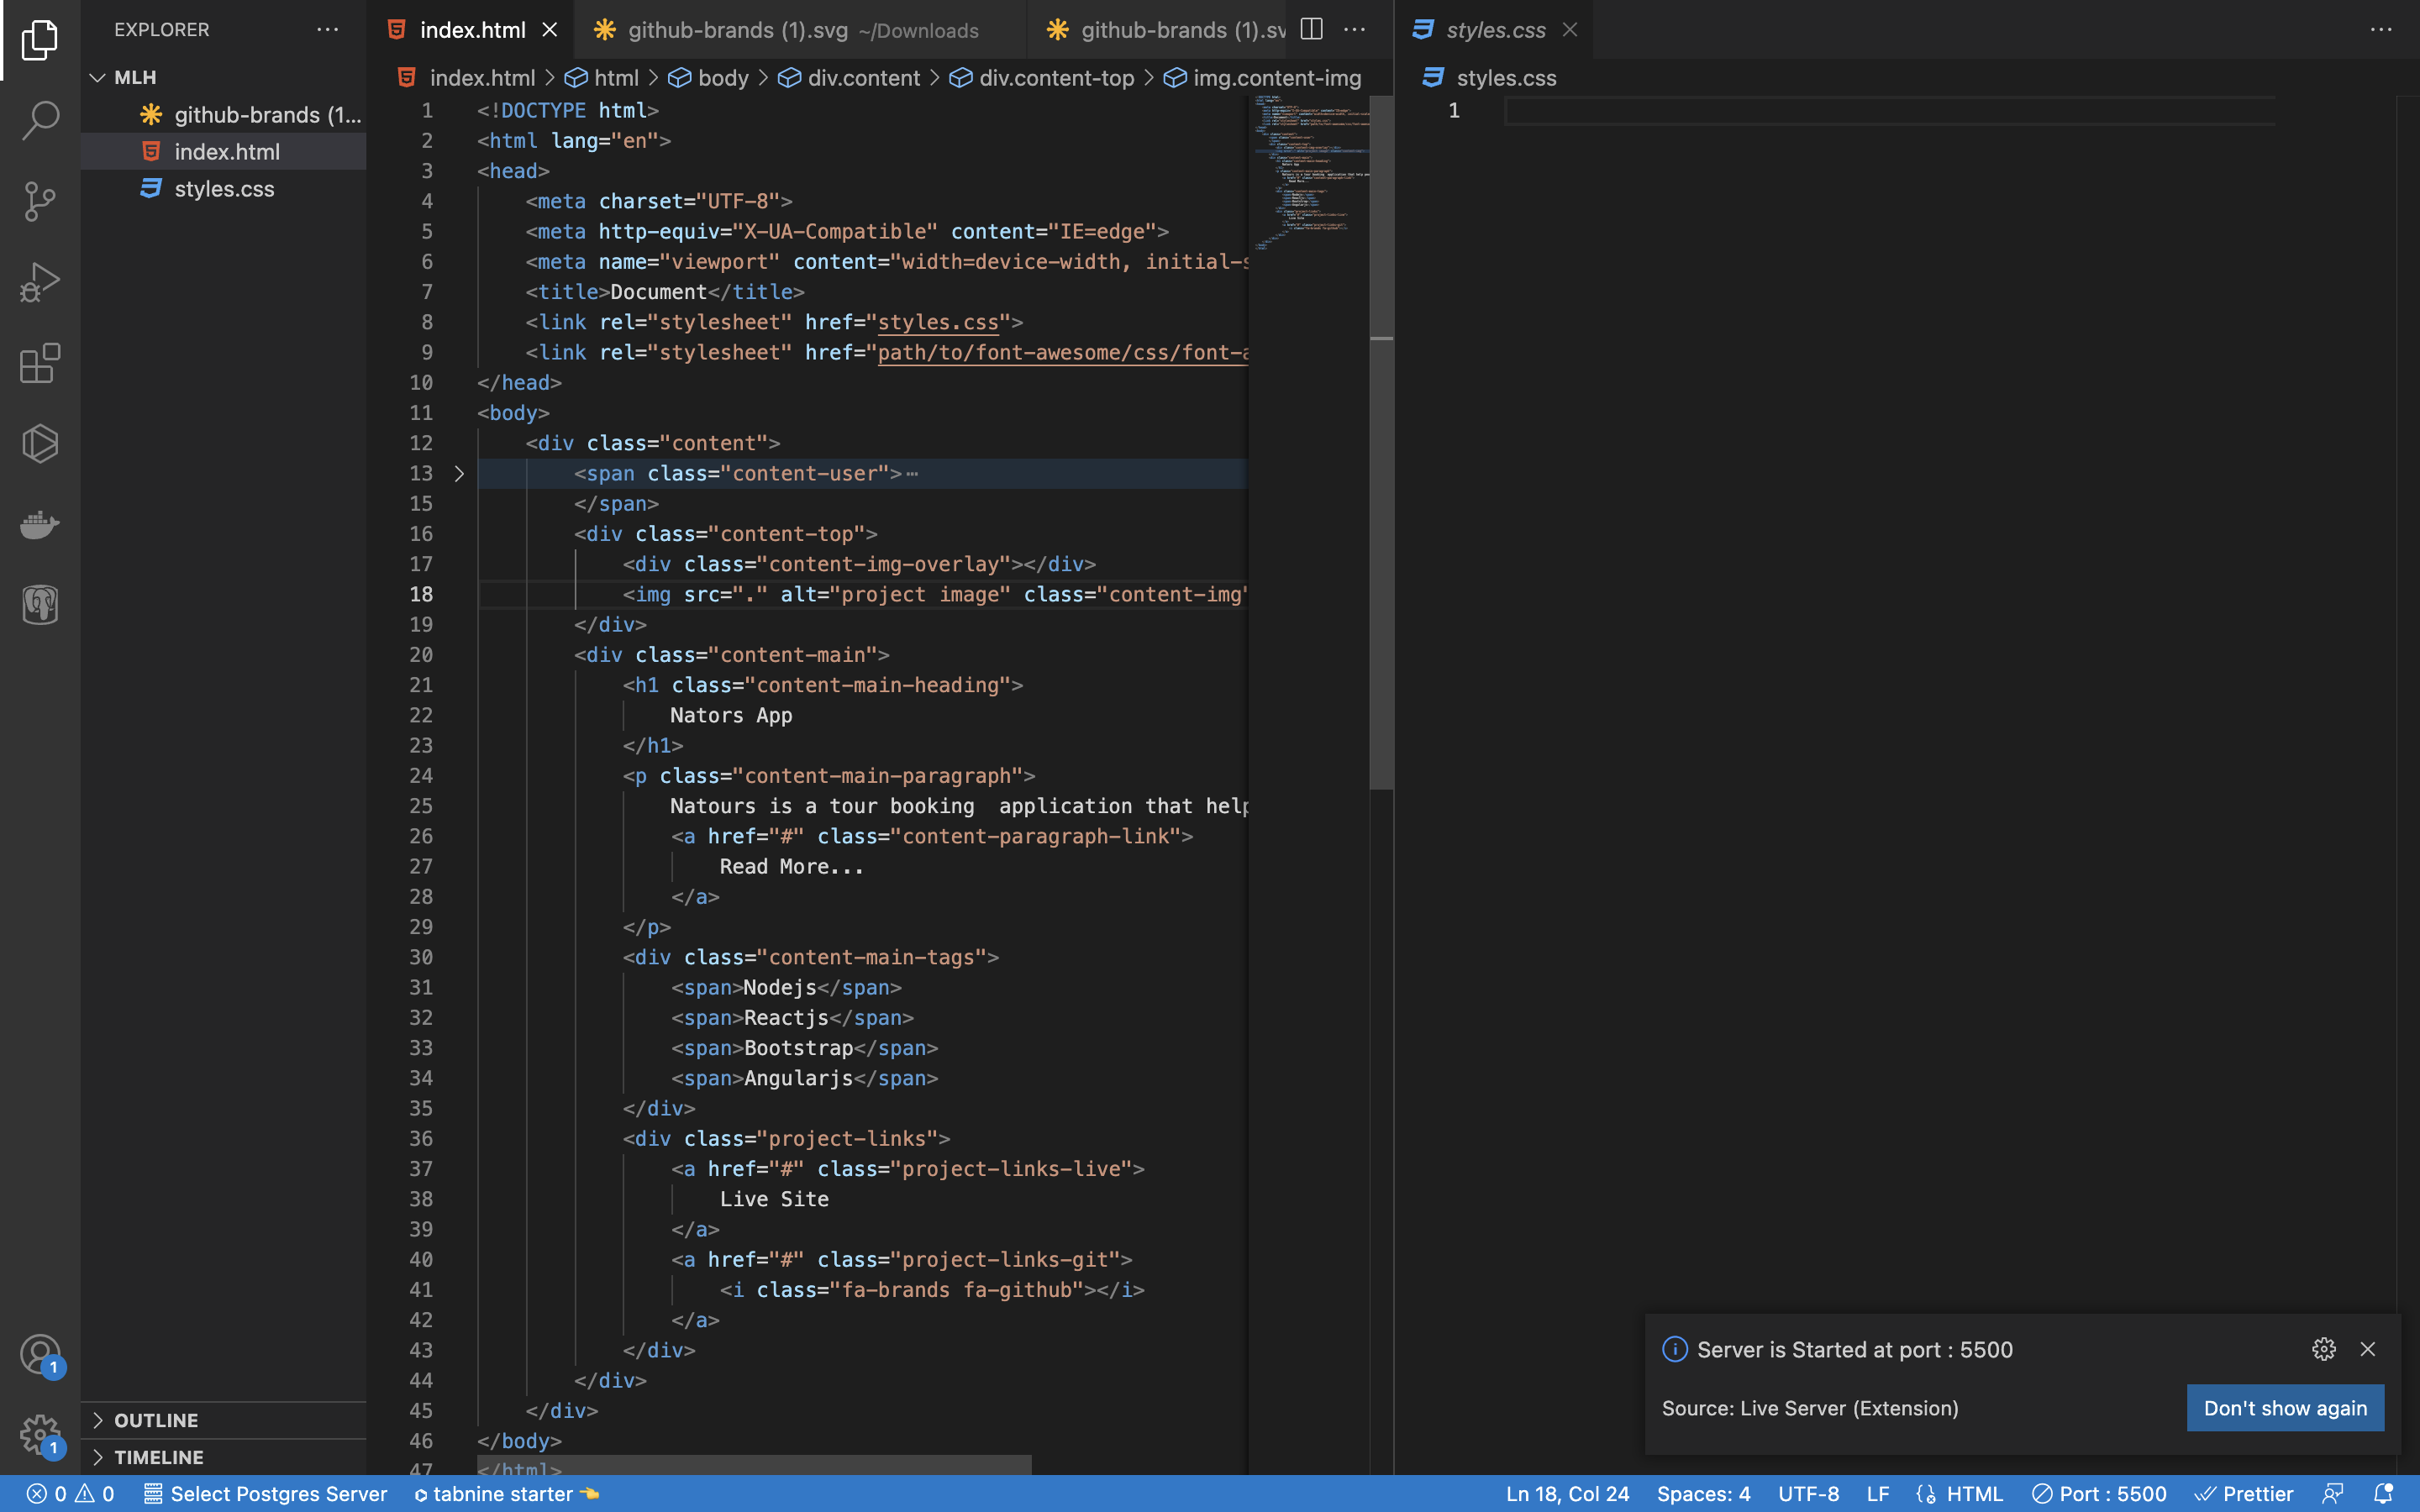 EXPLORER
MLH
github-brands (1...
index.html
styles.css
OUTLINE
TIMELINE
index.html
github-brands (1).svg ~/Downloads
github-brands (1).sv
index.html > html > body > div.content > div.content-top > img.content-img
1 <!DOCTYPE html>
2 <html lang="en">
3 <head>
4 <meta charset="UTF-8">
5 <meta http-equiv="X-UA-Compatible" content="IE=edge">
6 <meta name="viewport" content="width=device-width, initial-s
7 <title>Document</title>
8 <link rel="stylesheet" href="styles.css">
9 <link rel="stylesheet" href="path/to/font-awesome/css/font-a
10 </head>
11 <body>
12 <div class="content">
13 <span class="content-user">⋯
15 </span>
16 <div class="content-top">
17 <div class="content-img-overlay"></div>
18 <img src="." alt="project image" class="content-img"
19 </div>
20 <div class="content-main">
21 <h1 class="content-main-heading">
22 Nators App
23 </h1>
24 <p class="content-main-paragraph">
25 Natours is a tour booking  application that help
26 <a href="#" class="content-paragraph-link">
27 Read More...
28 </a>
29 </p>
30 <div class="content-main-tags">
31 <span>Nodejs</span>
32 <span>Reactjs</span>
33 <span>Bootstrap</span>
34 <span>Angularjs</span>
35 </div>
36 <div class="project-links">
37 <a href="#" class="project-links-live">
38 Live Site
39 </a>
40 <a href="#" class="project-links-git">
41 <i class="fa-brands fa-github"></i>
42 </a>
43 </div>
44 </div>
45 </div>
46 </body>
47 </html>
styles.css
styles.css
1
Server is Started at port : 5500
Source: Live Server (Extension)
Don't show again
1
1
0 0 Select Postgres Server tabnine starter Ln 18, Col 24 Spaces: 4 UTF-8 LF HTML Port : 5500 Prettier